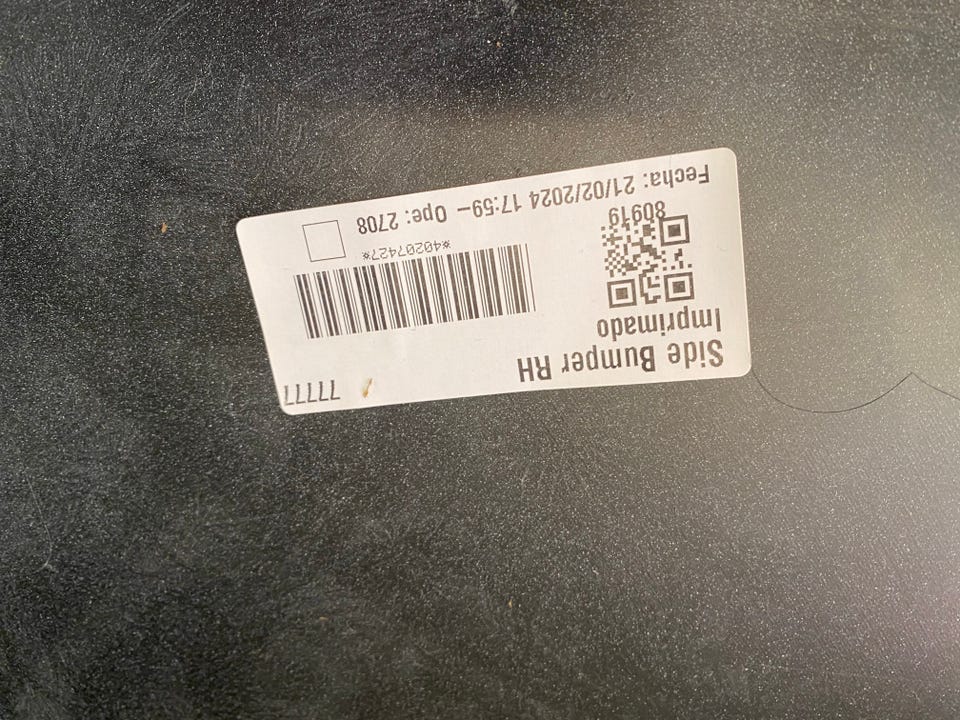 Side Bumper RH
77777
Imprimado
*40207427*
80919
Fecha: 21/02/2024 17:59- Ope: 2708